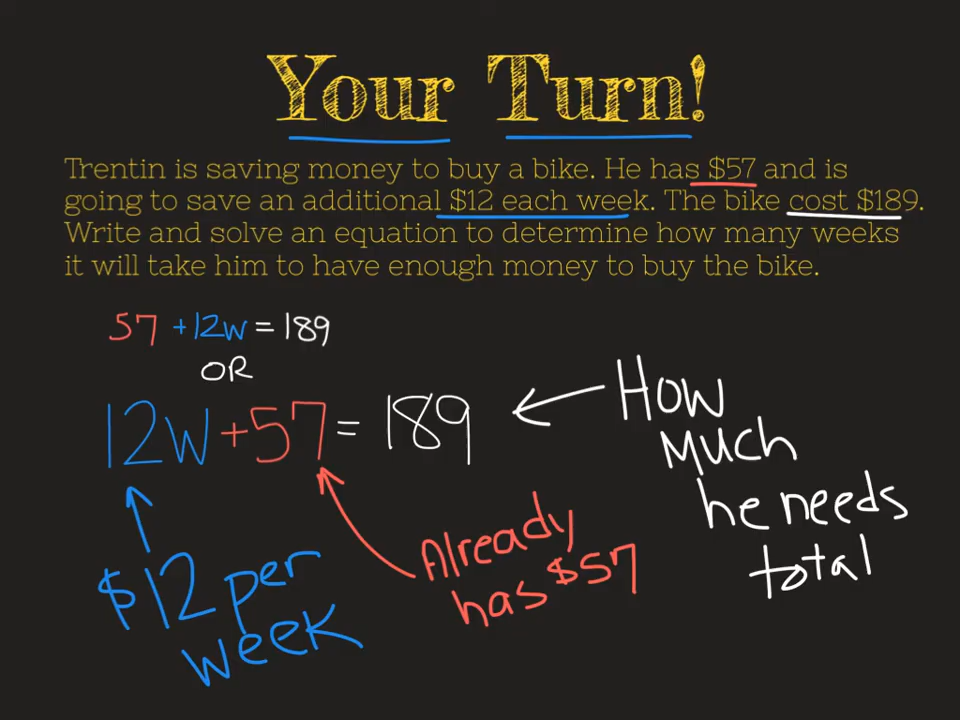 Your Turn!
Trentin is saving money to buy a bike. He has $57 and is
going to save an additional $12 each week. The bike cost $189.
Write and solve an equation to determine how many weeks
it will take him to have enough money to buy the bike.
57 +12w = 189
OR
12w+57= 189
How
Much
he needs
total
Already
has $57
$12 per
week